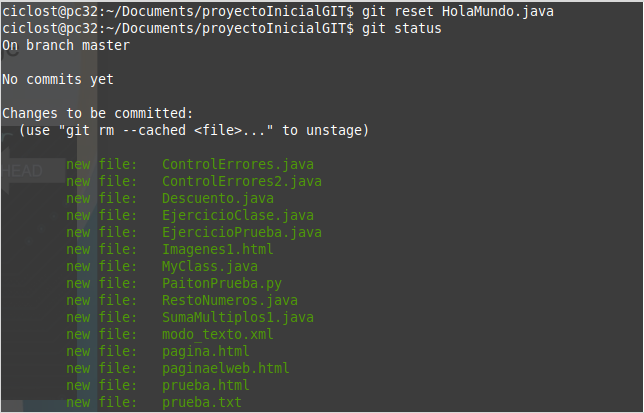 ciclost@pc32:~/Documents/proyectoInicialGIT$ git reset HolaMundo.java
ciclost@pc32:~/Documents/proyectoInicialGIT$ git status
On branch master
No commits yet
Changes to be committed:
(use "git rm --cached <file>..." to unstage)
new file: ControlErrores.java
HEAD
new file: ControlErrores2.java
new file: Descuento.java
new file: EjercicioClase.java
new file: EjercicioPrueba.java
new file: Imagenes1.html
new file: MyClass.java
new file: PaitonPrueba.py
new file: RestoNumeros.java
new file: SumaMultiplos1.java
new file: modo_texto.xml
new file: pagina.html
new file: paginaelweb.html
new file: prueba.html
new file: prueba.txt